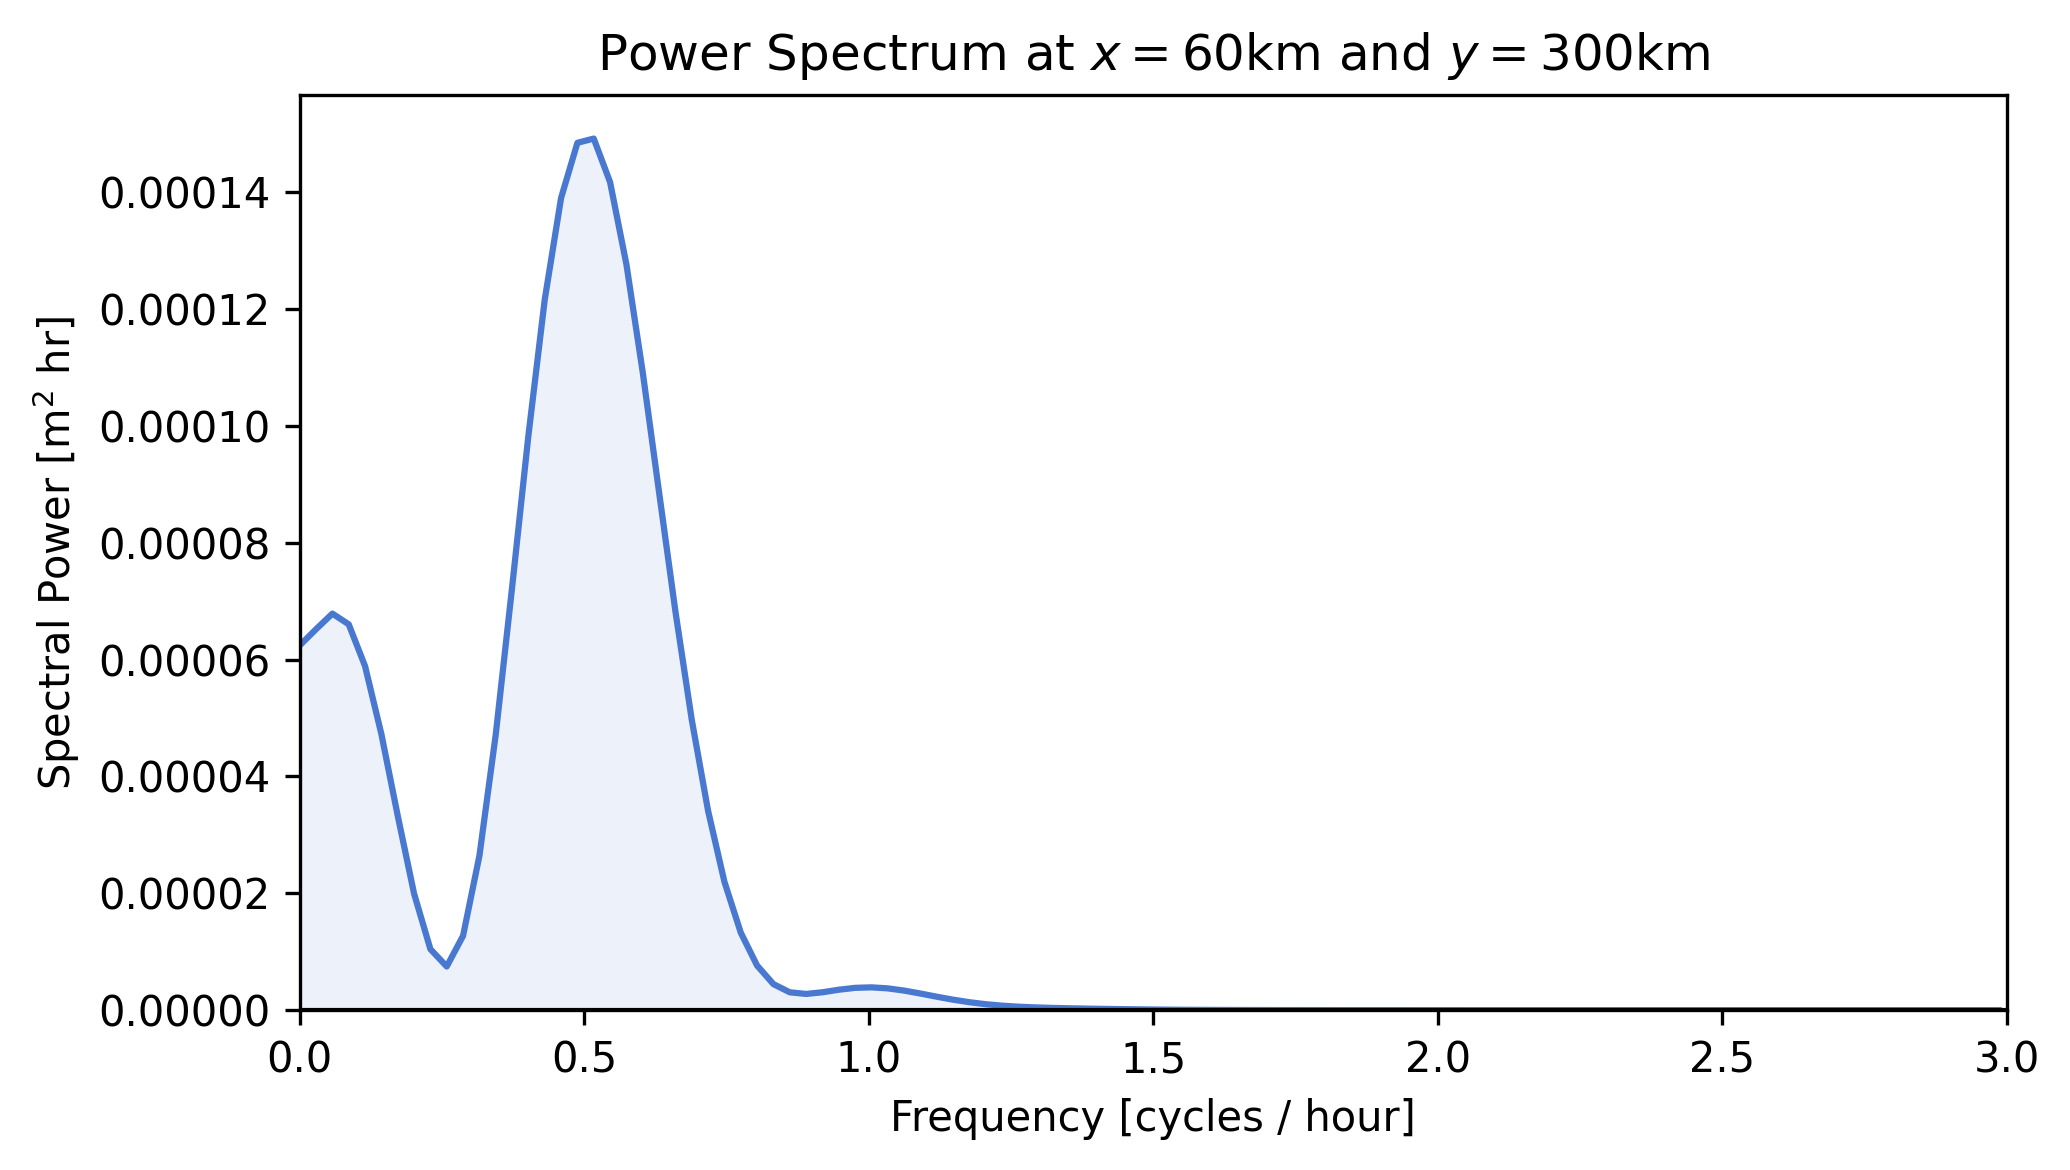 Power Spectrum at x = 60km and y = 300km
Spectral Power [m² hr]
0.00014
0.00012
0.00010
0.00008
0.00006
0.00004
0.00002
0.00000
0.0 0.5 1.0 1.5 2.0 2.5 3.0
Frequency [cycles / hour]